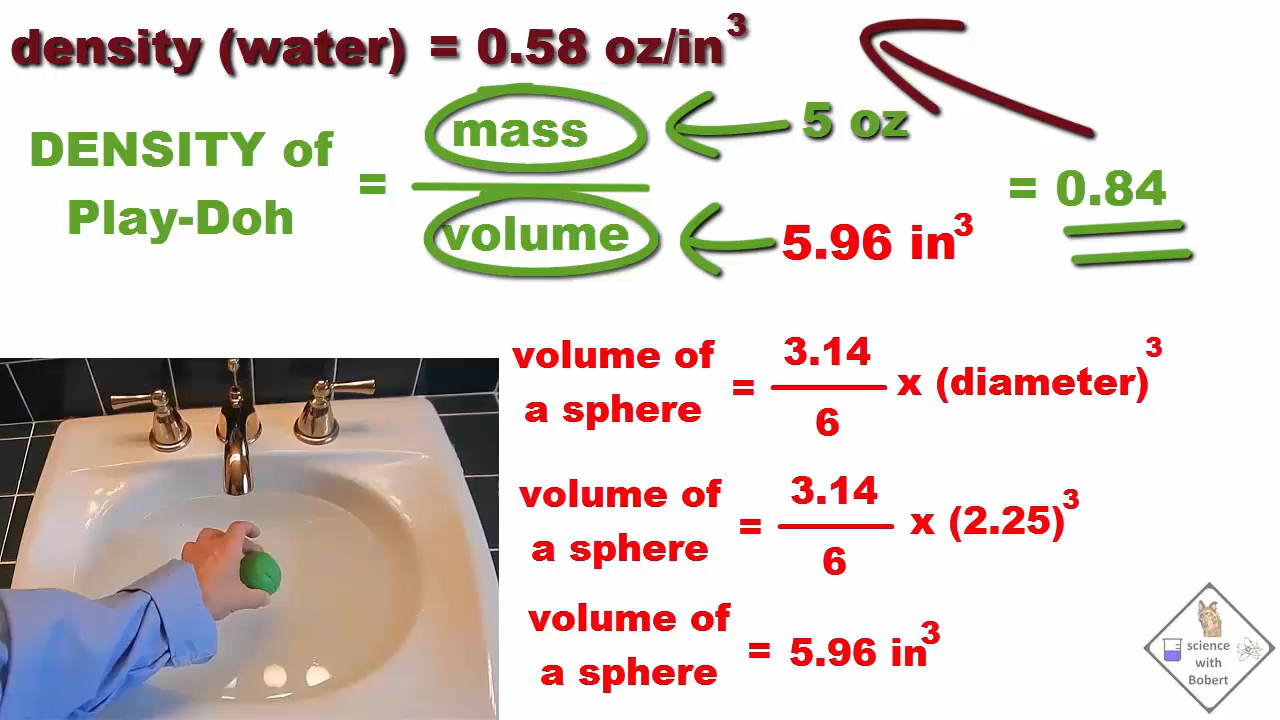 density (water) = 0.58 oz/in³
DENSITY of Play-Doh = mass / volume
5 oz
5.96 in³
= 0.84
volume of a sphere = 3.14 / 6 x (diameter)³
volume of a sphere = 3.14 / 6 x (2.25)³
volume of a sphere = 5.96 in³
science
with
Bobert